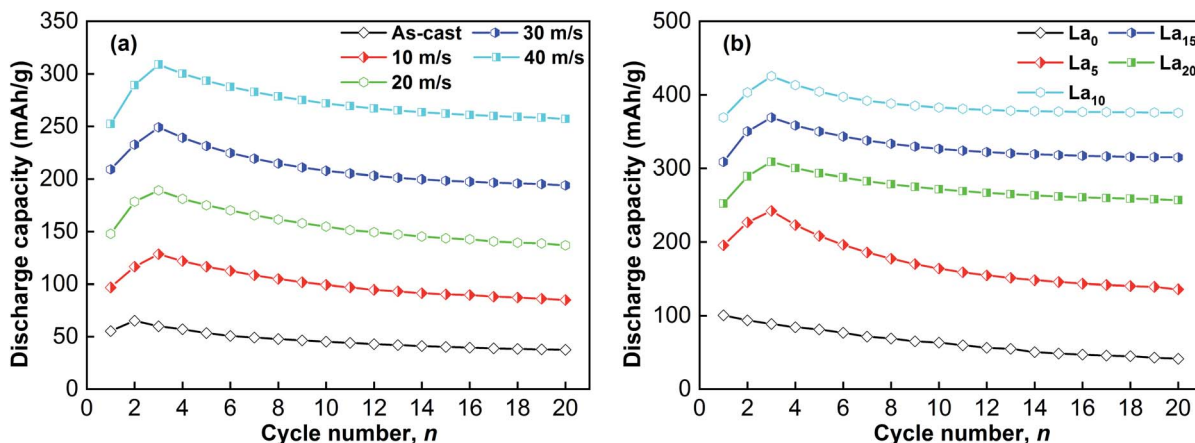 (a)
As-cast
10 m/s
20 m/s
30 m/s
40 m/s
Discharge capacity (mAh/g)
350
300
250
200
150
100
50
0
0 2 4 6 8 10 12 14 16 18 20
Cycle number, n
(b)
La0
La5
La10
La15
La20
Discharge capacity (mAh/g)
500
400
300
200
100
0
0 2 4 6 8 10 12 14 16 18 20
Cycle number, n